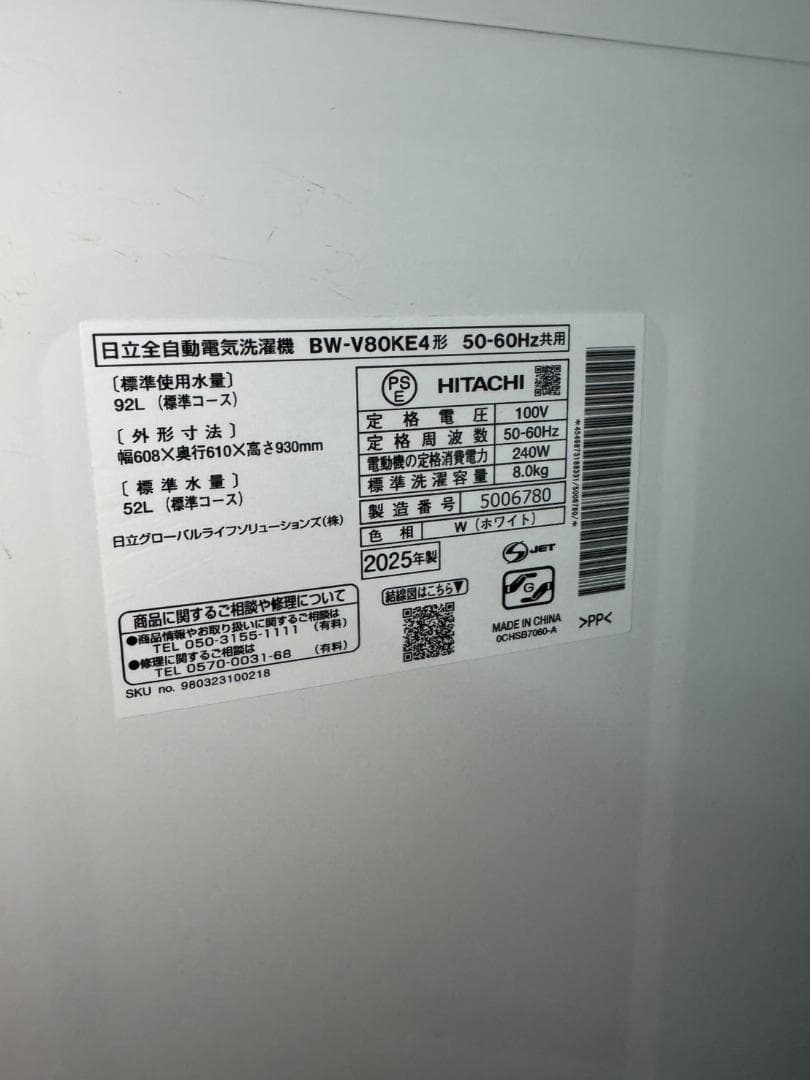 日立全自動電気洗濯機 BW-V80KE4形 50-60Hz共用
〔標準使用水量〕
92L（標準コース）
〔外形寸法〕
幅608×奥行610×高さ930mm
〔標準水量〕
52L（標準コース）
日立グローバルライフソリューションズ（株）
PS E HITACHI
定格電圧 100V
定格周波数 50-60Hz
電動機の定格消費電力 240W
標準洗濯容量 8.0kg
製造番号 5006780
色相 W（ホワイト）
2025年製
S JET
結線図はこちら▼
G
商品に関するご相談や修理について
●商品情報やお取り扱いに関するご相談は
TEL 050-3155-1111（有料）
●修理に関するご相談は
TEL 0570-0031-68（有料）
SKU no. 980323100218
MADE IN CHINA
0CHSB7060-A
>PP<